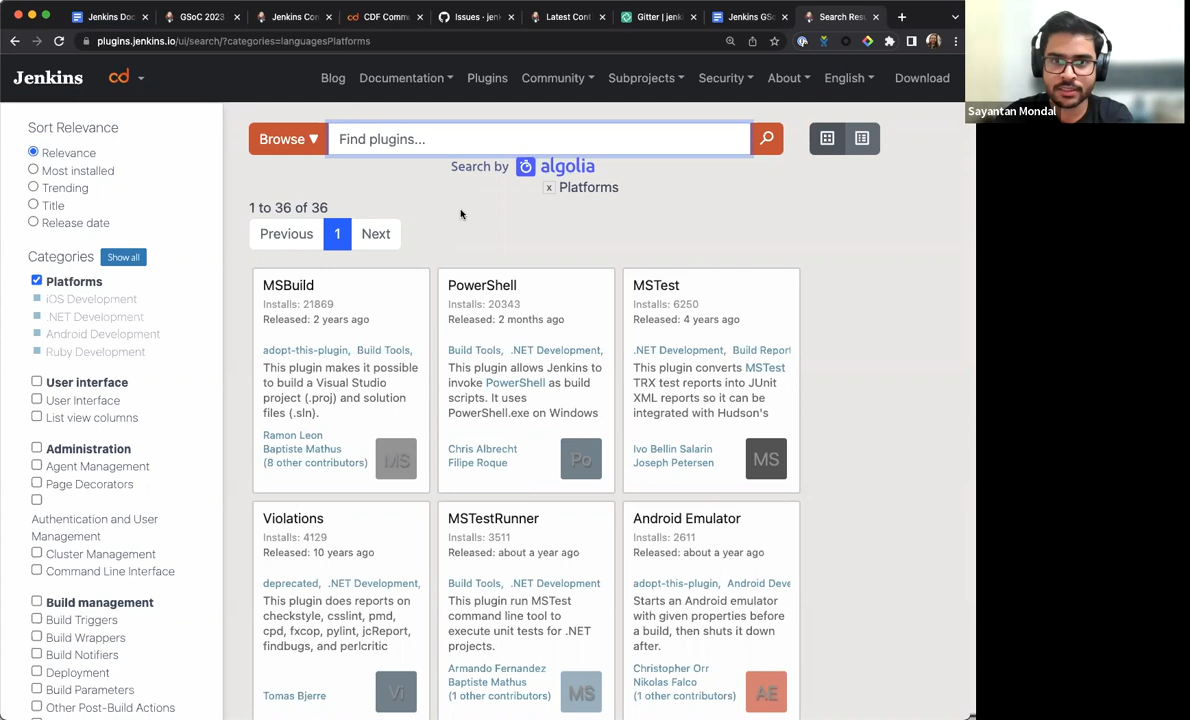 Jenkins Doc
GSoC 2023
Jenkins Con
CDF Commu
Issues · jen
Latest Cont
Gitter | jenk
Jenkins GSo
Search Resu
plugins.jenkins.io/ui/search/?categories=languagesPlatforms
Jenkins
cd
Blog
Documentation
Plugins
Community
Subprojects
Security
About
English
Download
Sayantan Mondal
Sort Relevance
Relevance
Most installed
Trending
Title
Release date
Categories
Show all
Platforms
iOS Development
.NET Development
Android Development
Ruby Development
User interface
User Interface
List view columns
Administration
Agent Management
Page Decorators
Authentication and User
Management
Cluster Management
Command Line Interface
Build management
Build Triggers
Build Wrappers
Build Notifiers
Deployment
Build Parameters
Other Post-Build Actions
Browse ▼
Find plugins...
Search by algolia
x Platforms
1 to 36 of 36
Previous
1
Next
MSBuild
Installs: 21869
Released: 2 years ago
adopt-this-plugin, Build Tools,
This plugin makes it possible
to build a Visual Studio
project (.proj) and solution
files (.sln).
Ramon Leon
Baptiste Mathus
(8 other contributors)
MS
PowerShell
Installs: 20343
Released: 2 months ago
Build Tools, .NET Development,
This plugin allows Jenkins to
invoke PowerShell as build
scripts. It uses
PowerShell.exe on Windows
Chris Albrecht
Filipe Roque
Po
MSTest
Installs: 6250
Released: 4 years ago
.NET Development, Build Report
This plugin converts MSTest
TRX test reports into JUnit
XML reports so it can be
integrated with Hudson's
Ivo Bellin Salarin
Joseph Petersen
MS
Violations
Installs: 4129
Released: 10 years ago
deprecated, .NET Development,
This plugin does reports on
checkstyle, csslint, pmd,
cpd, fxcop, pylint, jcReport,
findbugs, and perlcritic
Tomas Bjerre
Vi
MSTestRunner
Installs: 3511
Released: about a year ago
Build Tools, .NET Development
This plugin run MSTest
command line tool to
execute unit tests for .NET
projects.
Armando Fernandez
Baptiste Mathus
(1 other contributors)
MS
Android Emulator
Installs: 2611
Released: about a year ago
adopt-this-plugin, Android Deve
Starts an Android emulator
with given properties before
a build, then shuts it down
after.
Christopher Orr
Nikolas Falco
(1 other contributors)
AE